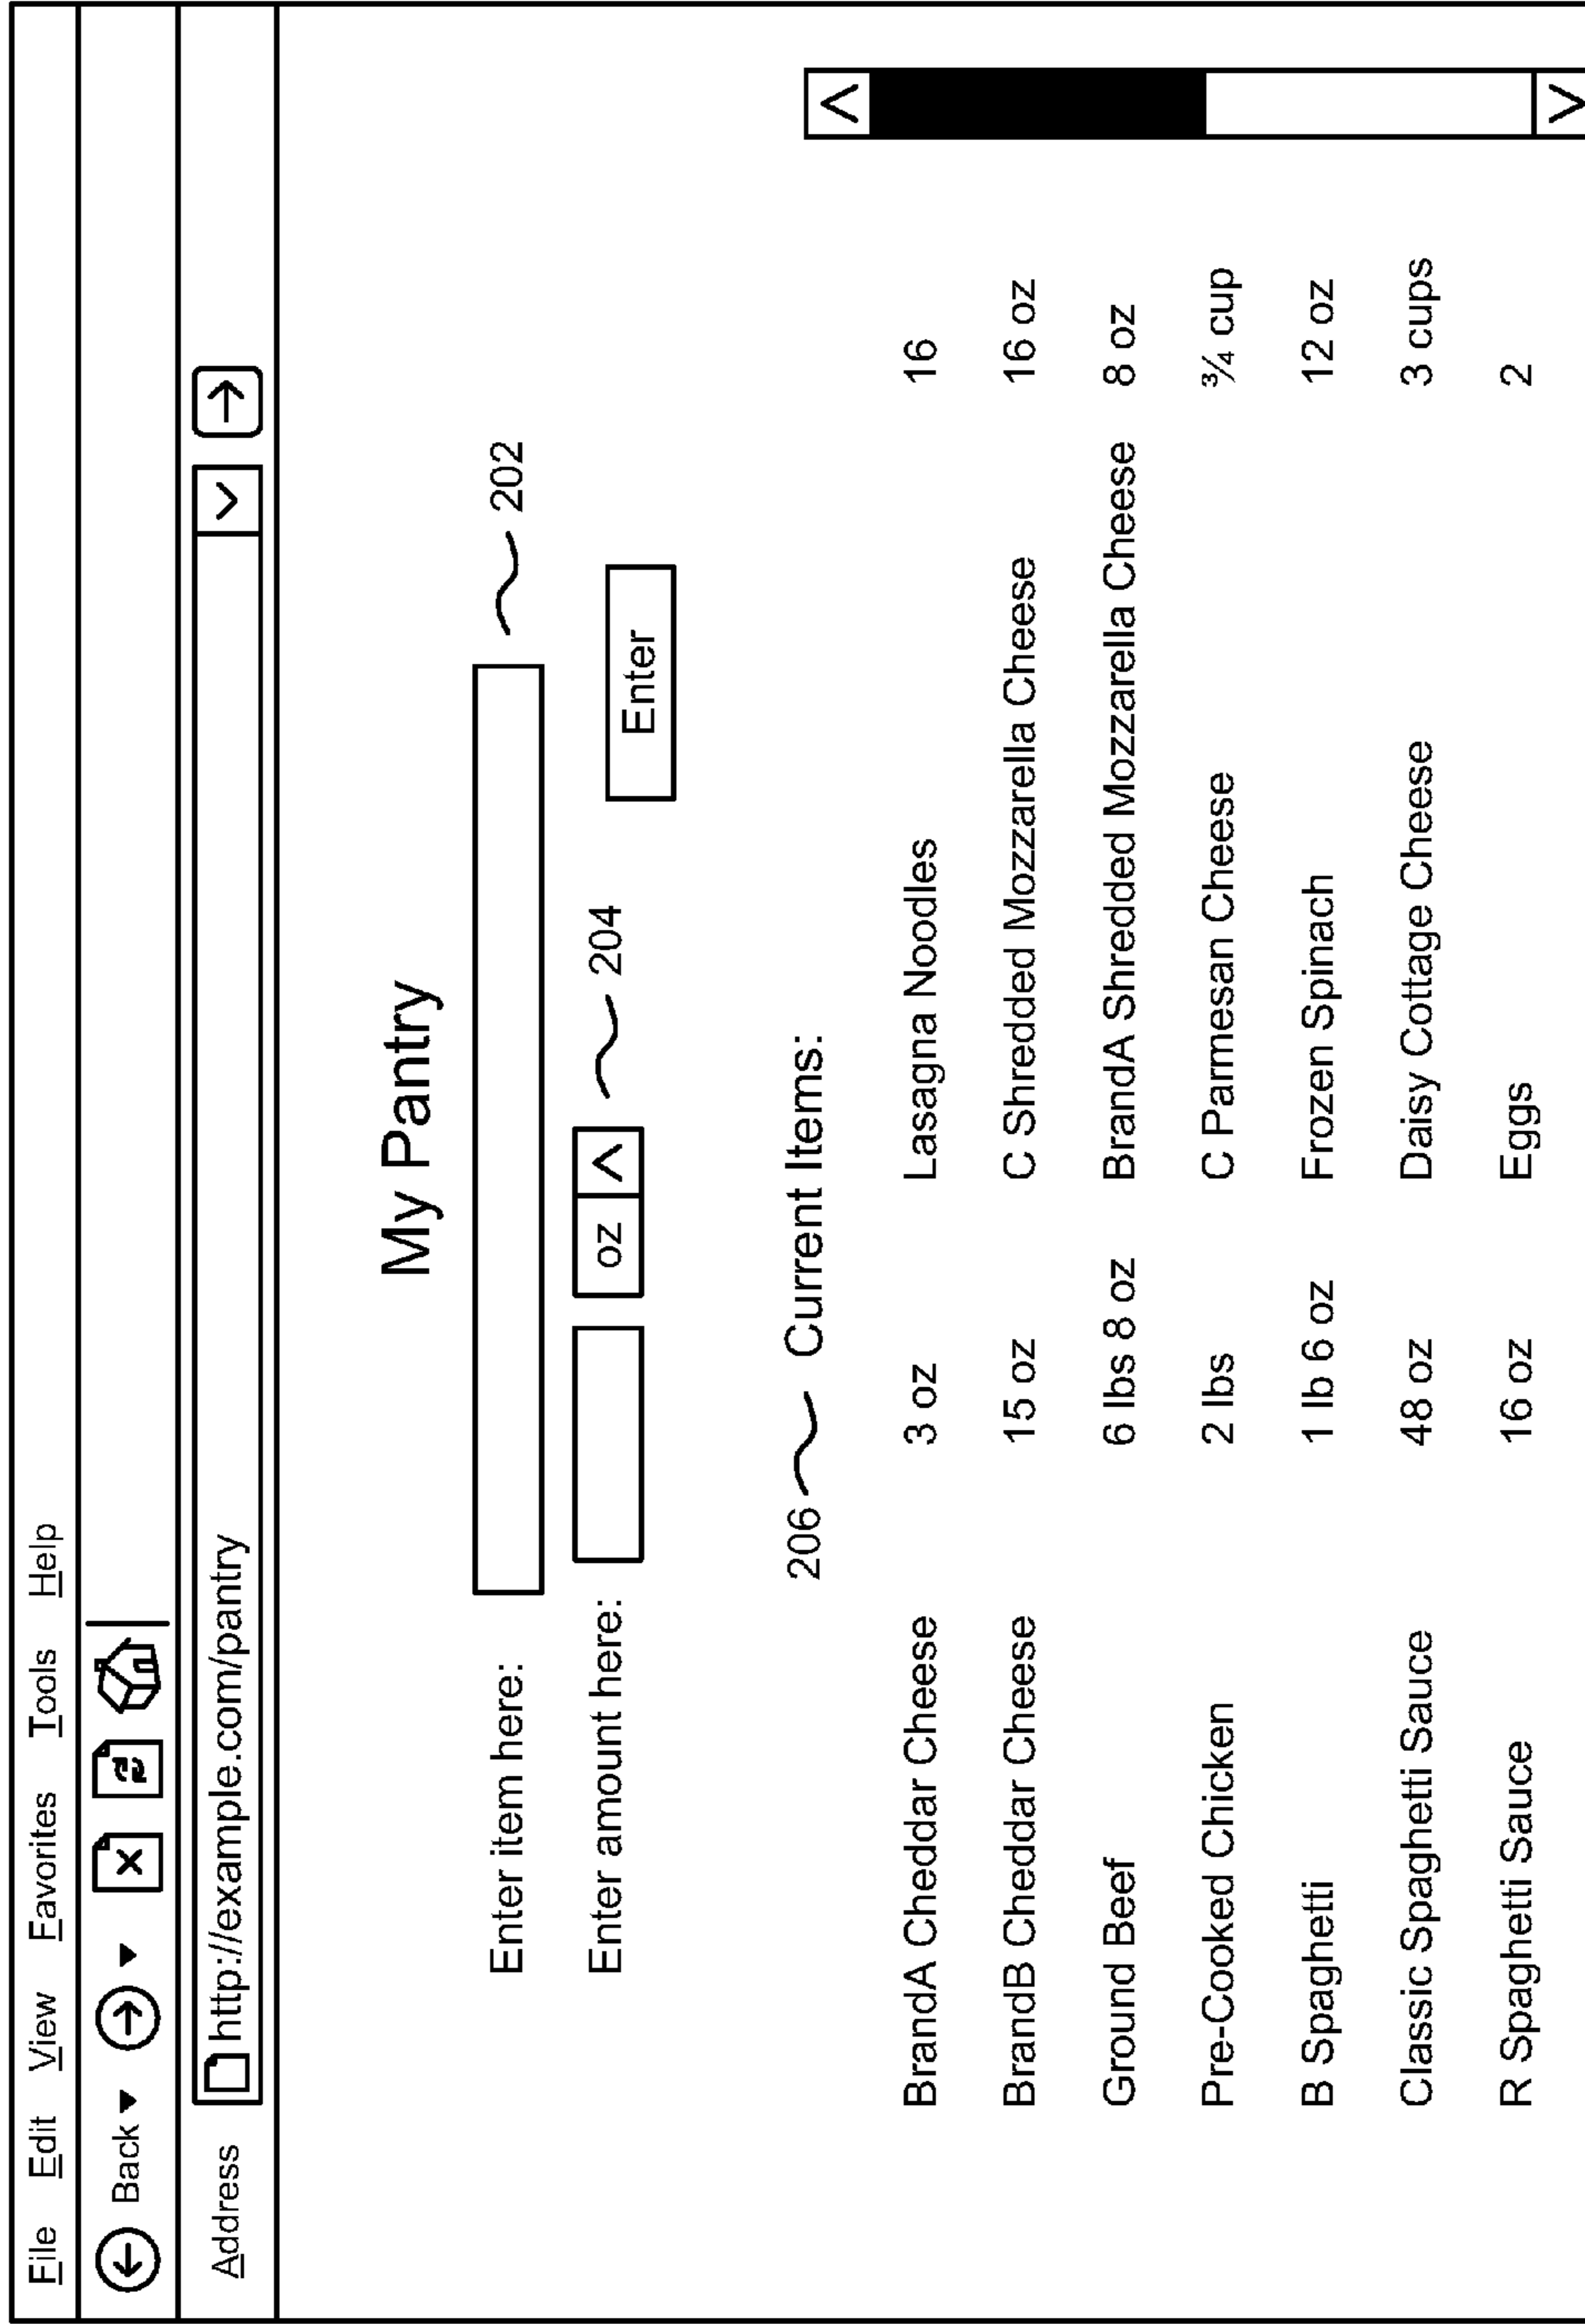 File Edit View Favorites Tools Help
Back
Address http://example.com/pantry
My Pantry
Enter item here: 202
Enter amount here: oz 204 Enter
206 Current Items:
BrandA Cheddar Cheese 3 oz Lasagna Noodles 16
BrandB Cheddar Cheese 15 oz C Shredded Mozzarella Cheese 16 oz
Ground Beef 6 lbs 8 oz BrandA Shredded Mozzarella Cheese 8 oz
Pre-Cooked Chicken 2 lbs C Parmesan Cheese ¾ cup
B Spaghetti 1 lb 6 oz Frozen Spinach 12 oz
Classic Spaghetti Sauce 48 oz Daisy Cottage Cheese 3 cups
R Spaghetti Sauce 16 oz Eggs 2